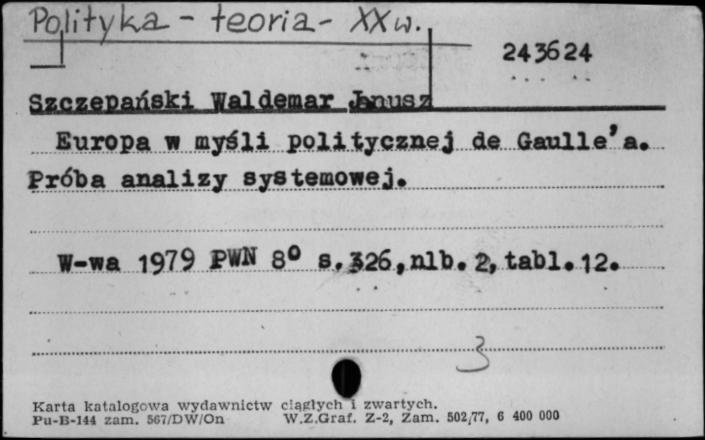 Polityka - teoria - XX w.
243624
Szczepański Waldemar Janusz
Europa w myśli politycznej de Gaulle'a.
Próba analizy systemowej.
W-wa 1979 PWN 8⁰ s. 326, nlb. 2, tabl. 12.
3
Karta katalogowa wydawnictw ciągłych i zwartych.
Pu-B-144 zam. 567/DW/On W.Z.Graf. Z-2, Zam. 502/77, 6 400 000